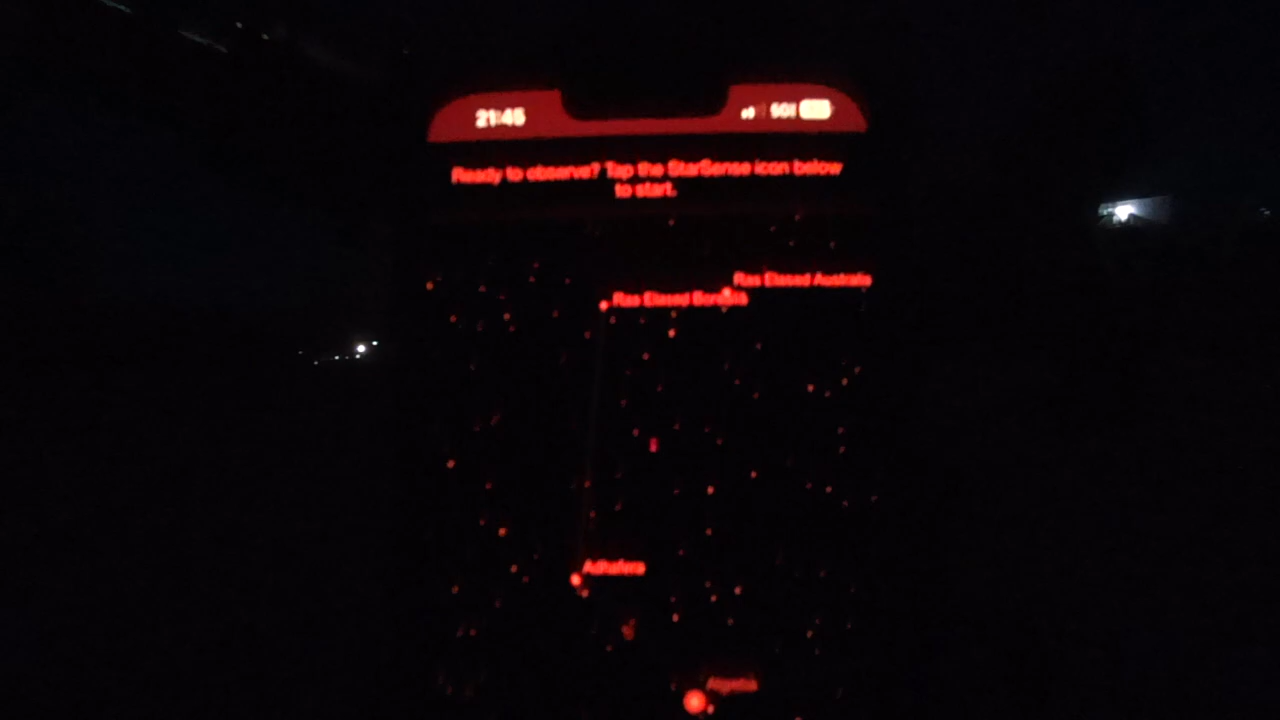 21:45
Ready to observe? Tap the StarSense icon below
to start.
Ras Elased Australis
Ras Elased Borealis
Adhafera
Algieba